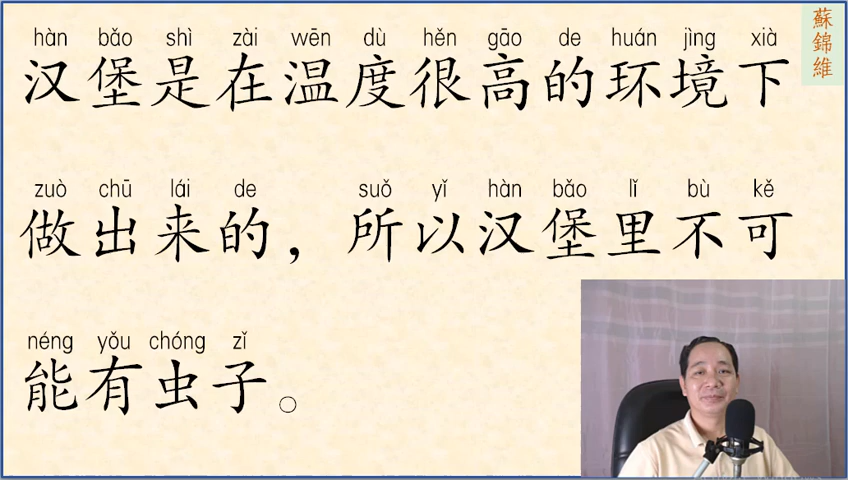 hàn bǎo shì zài wēn dù hěn gāo de huán jìng xià
汉堡是在温度很高的环境下
zuò chū lái de suǒ yǐ hàn bǎo lǐ bù kě
做出来的，所以汉堡里不可
néng yǒu chóng zǐ
能有虫子。
蘇錦維